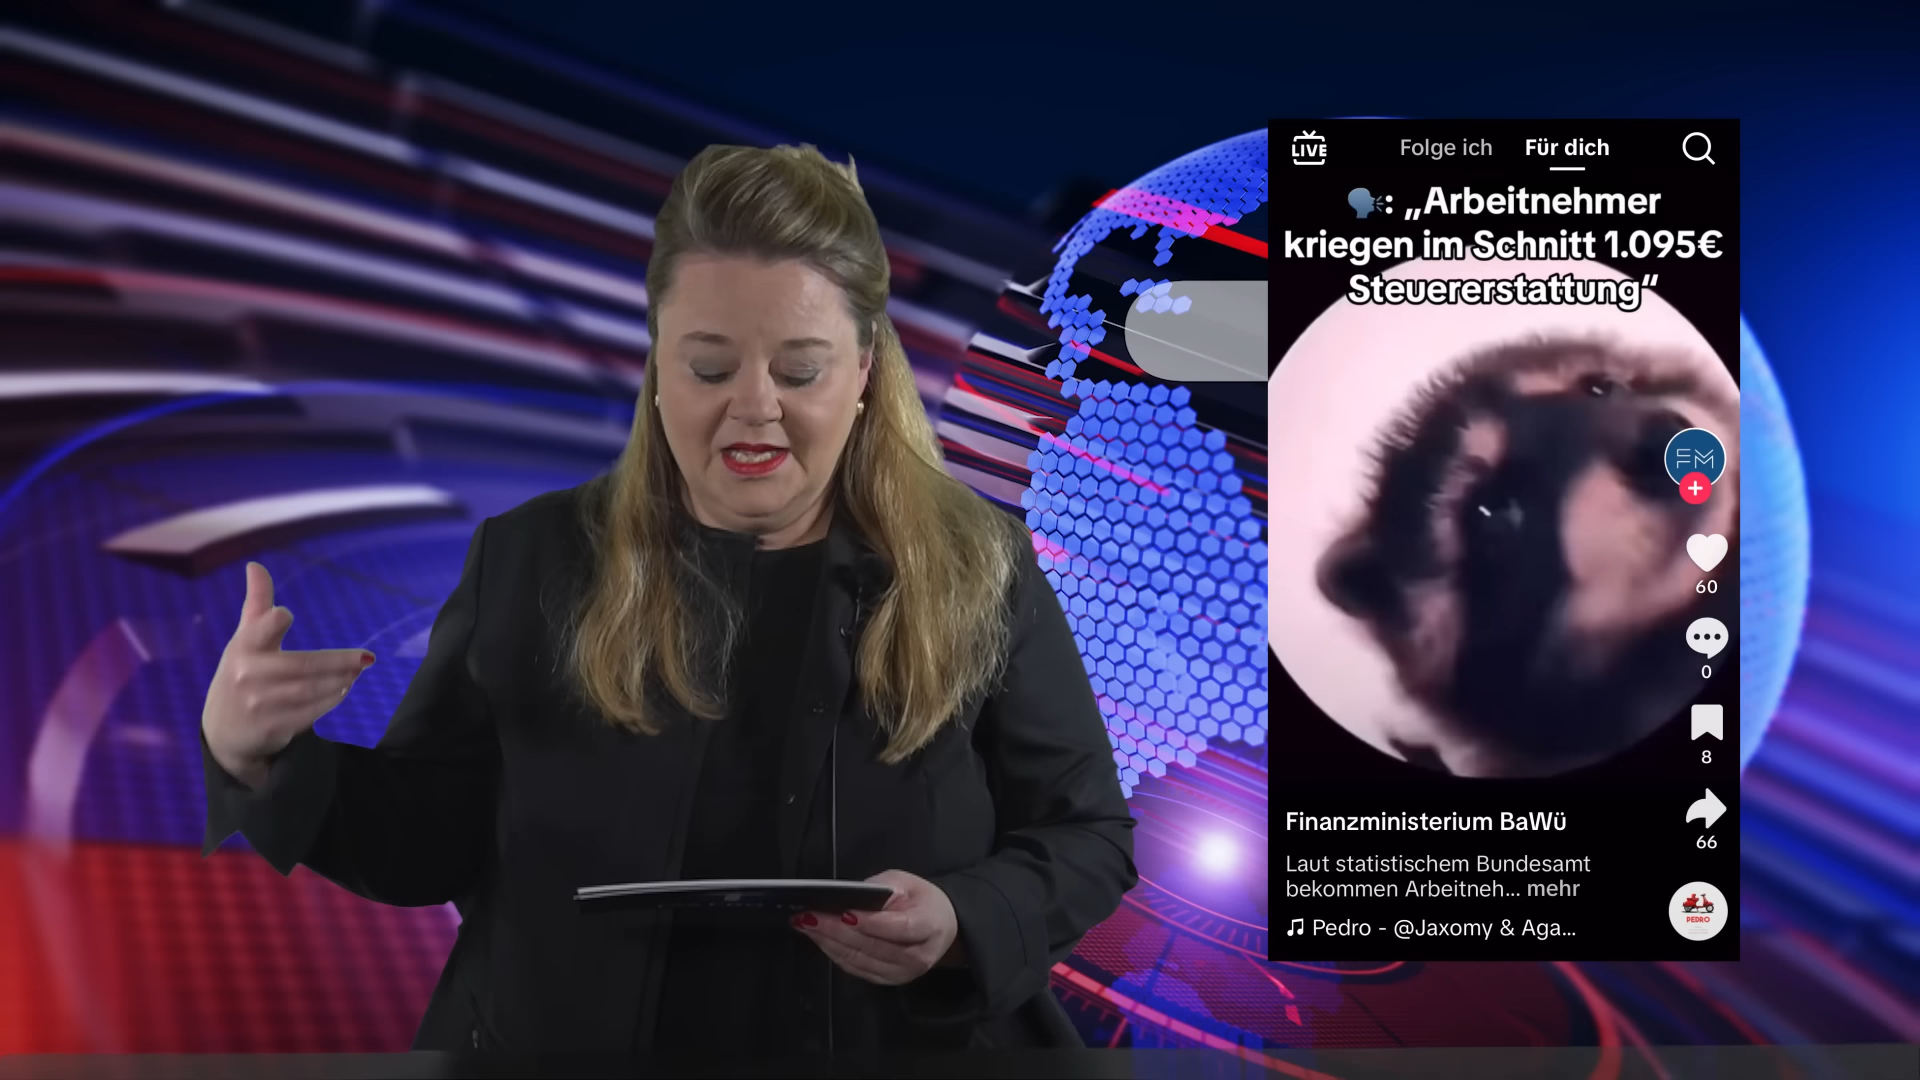 LIVE
Folge ich
Für dich
🗣: „Arbeitnehmer
kriegen im Schnitt 1.095€
Steuererstattung“
FM
60
0
8
66
Finanzministerium BaWü
Laut statistischem Bundesamt
bekommen Arbeitneh... mehr
Pedro - @Jaxomy & Aga...
PEDRO